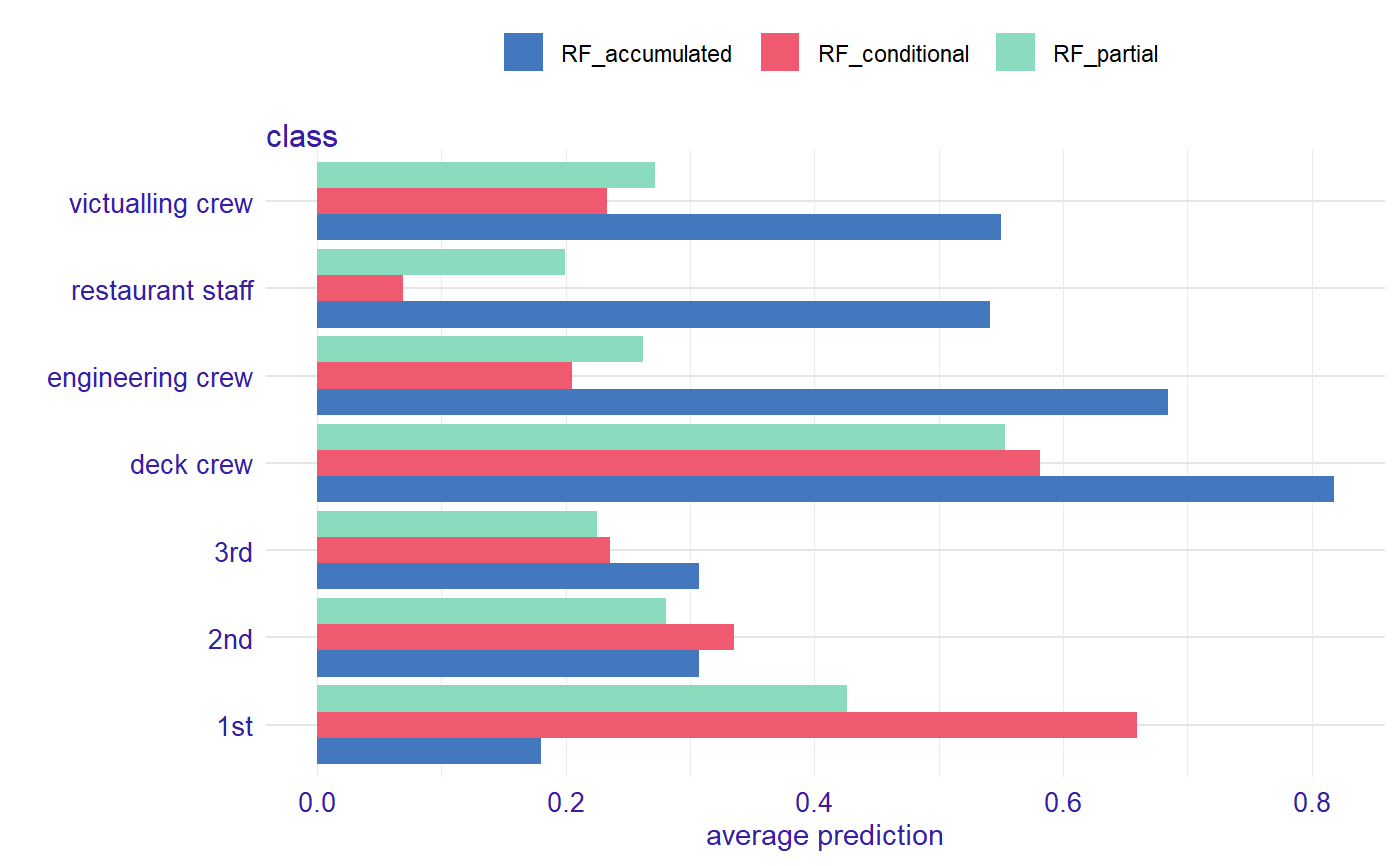 RF_accumulated RF_conditional RF_partial
class
victualling crew
restaurant staff
engineering crew
deck crew
3rd
2nd
1st
0.0 0.2 0.4 0.6 0.8
average prediction